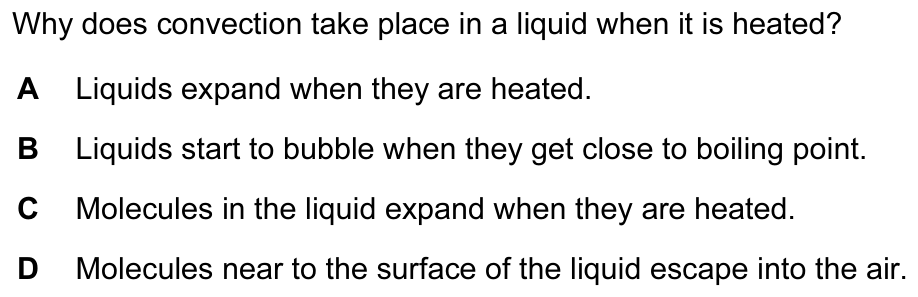 Why does convection take place in a liquid when it is heated?
A Liquids expand when they are heated.
B Liquids start to bubble when they get close to boiling point.
C Molecules in the liquid expand when they are heated.
D Molecules near to the surface of the liquid escape into the air.